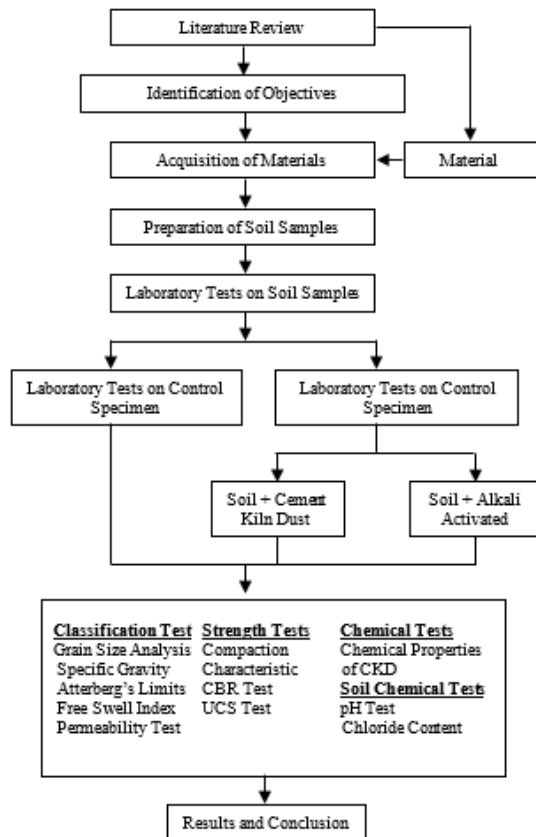 Literature Review
Identification of Objectives
Acquisition of Materials
Material
Preparation of Soil Samples
Laboratory Tests on Soil Samples
Laboratory Tests on Control
Specimen
Laboratory Tests on Control
Specimen
Soil + Cement
Kiln Dust
Soil + Alkali
Activated
Classification Test
Grain Size Analysis
Specific Gravity
Atterberg's Limits
Free Swell Index
Permeability Test
Strength Tests
Compaction
Characteristic
CBR Test
UCS Test
Chemical Tests
Chemical Properties
of CKD
Soil Chemical Tests
pH Test
Chloride Content
Results and Conclusion